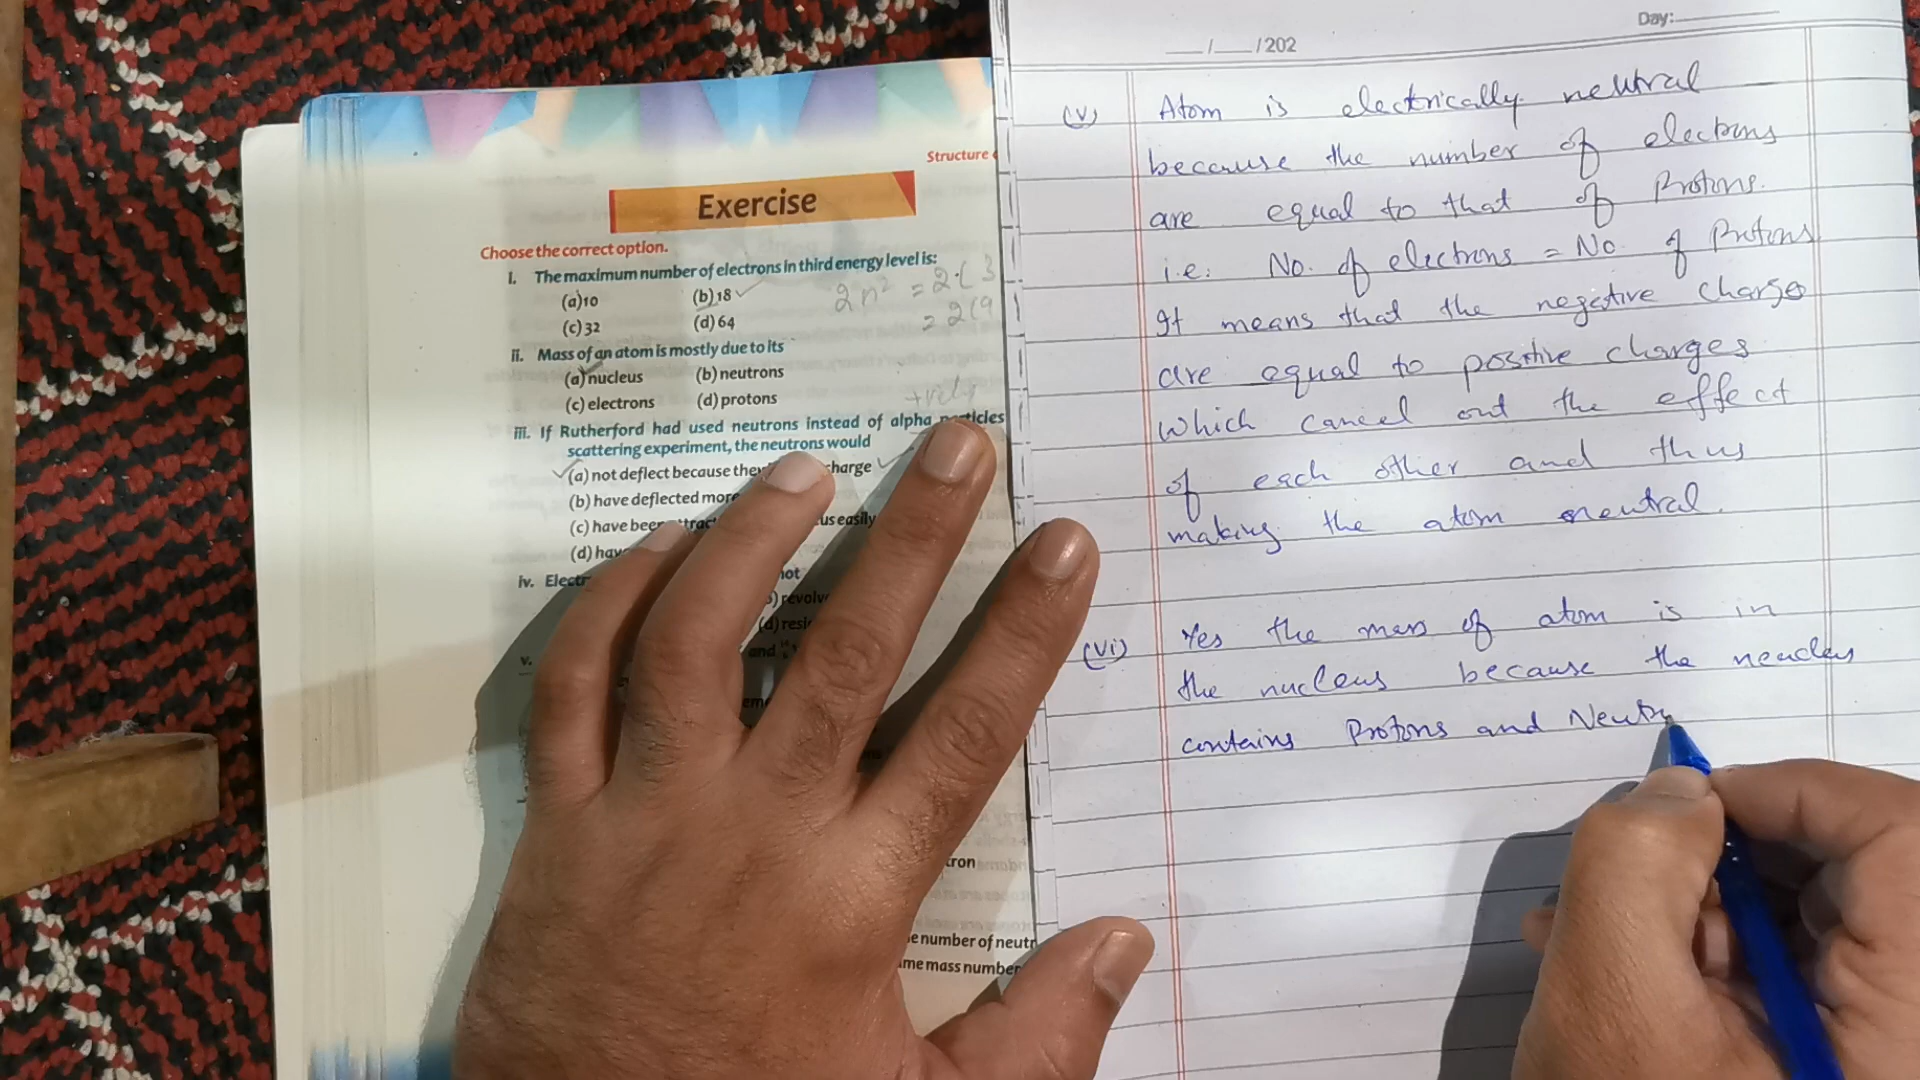 Structure
Exercise
Choose the correct option.
i. The maximum number of electrons in third energy level is:
(a)10 (b)18
(c)32 (d)64
2n² = 2·(3
= 2(9
ii. Mass of an atom is mostly due to its
(a)nucleus (b)neutrons
(c)electrons (d)protons
iii. If Rutherford had used neutrons instead of alpha particles
scattering experiment, the neutrons would
(a) not deflect because they charge
(b) have deflected more
(c) have been us easily
(d)
iv.
not
and
v.
tron
e number of neutr
me mass number
Day:
/ /202
(v) Atom is electrically neutral
because the number of electrons
are equal to that of Protons.
i.e: No. of electrons = No. of Protons
It means that the negative charges
are equal to positive charges
which cancel out the effect
of each other and thus
making the atom neutral.
(vi) Yes the mass of atom is in
the nucleus because the
contains Protons and Neutr